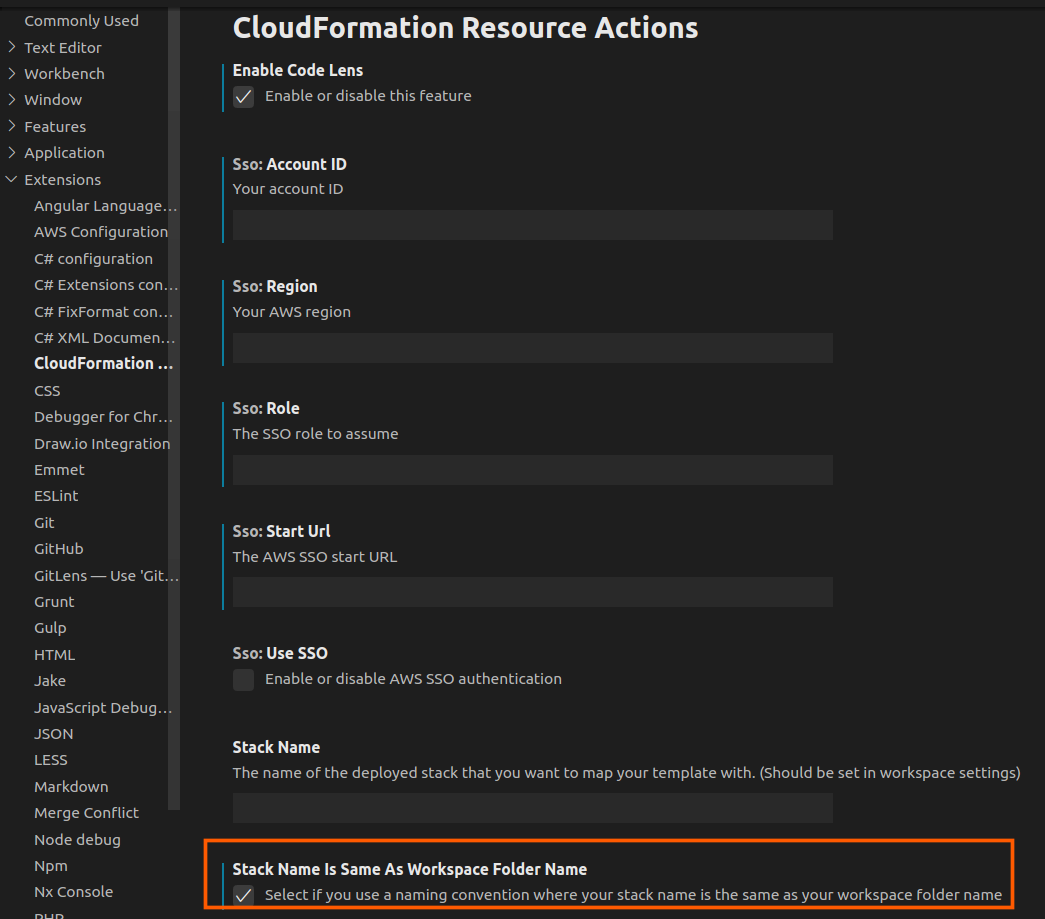 Commonly Used
Text Editor
Workbench
Window
Features
Application
Extensions
Angular Language…
AWS Configuration
C# configuration
C# Extensions con…
C# FixFormat con…
C# XML Documen…
CloudFormation …
CSS
Debugger for Chr…
Draw.io Integration
Emmet
ESLint
Git
GitHub
GitLens — Use 'Git…
Grunt
Gulp
HTML
Jake
JavaScript Debug…
JSON
LESS
Markdown
Merge Conflict
Node debug
Npm
Nx Console
PHP
CloudFormation Resource Actions
Enable Code Lens
Enable or disable this feature
Sso: Account ID
Your account ID
Sso: Region
Your AWS region
Sso: Role
The SSO role to assume
Sso: Start Url
The AWS SSO start URL
Sso: Use SSO
Enable or disable AWS SSO authentication
Stack Name
The name of the deployed stack that you want to map your template with. (Should be set in workspace settings)
Stack Name Is Same As Workspace Folder Name
Select if you use a naming convention where your stack name is the same as your workspace folder name